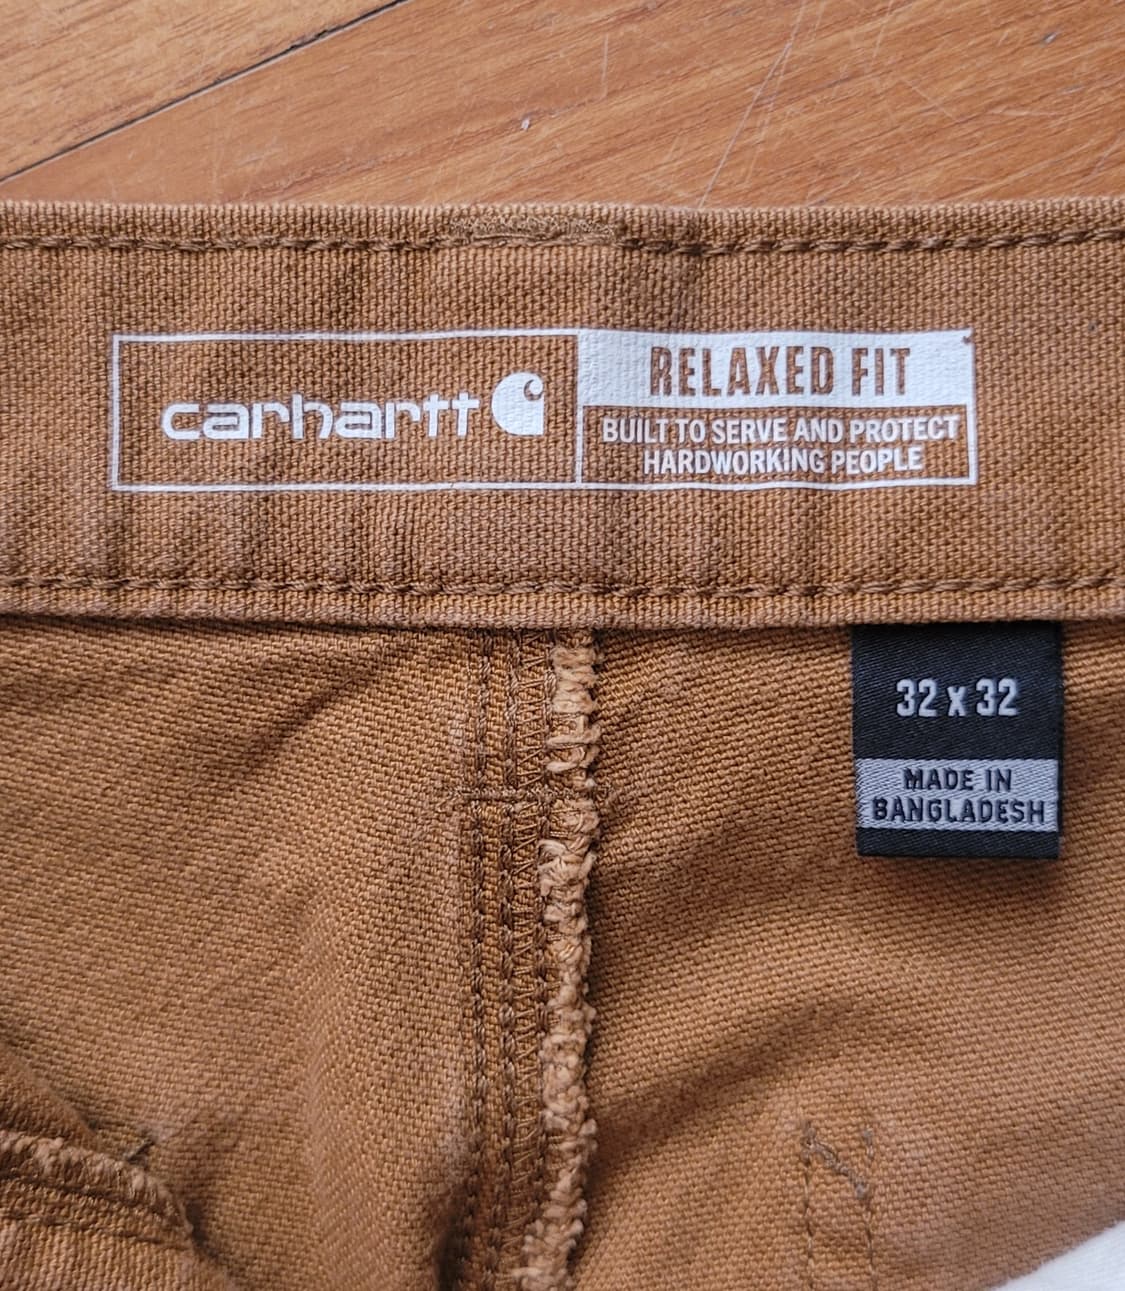 carhartt
RELAXED FIT
BUILT TO SERVE AND PROTECT
HARDWORKING PEOPLE
32 x 32
MADE IN
BANGLADESH